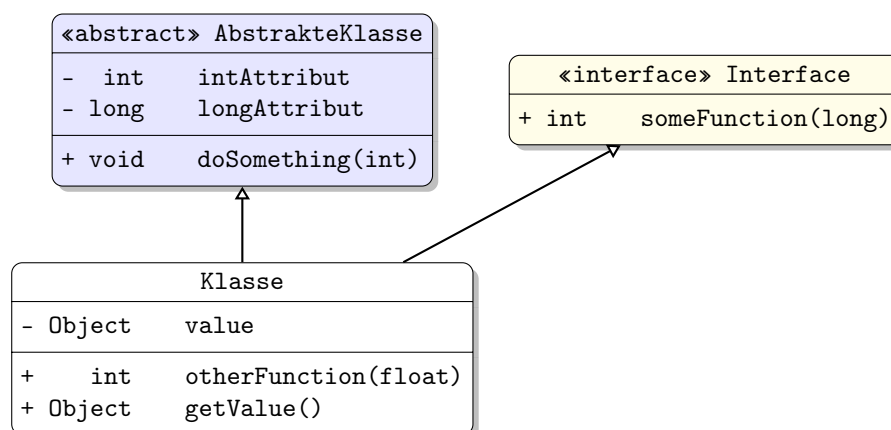 «abstract» AbstrakteKlasse
- int intAttribut
- long longAttribut
+ void doSomething(int)
«interface» Interface
+ int someFunction(long)
Klasse
- Object value
+ int otherFunction(float)
+ Object getValue()